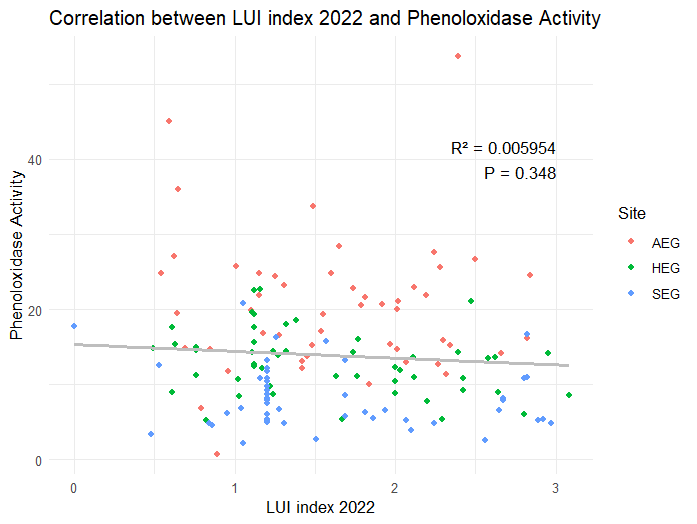 Correlation between LUI index 2022 and Phenoloxidase Activity
Phenoloxidase Activity
40
20
0
R² = 0.005954
P = 0.348
Site
AEG
HEG
SEG
0 1 2 3
LUI index 2022